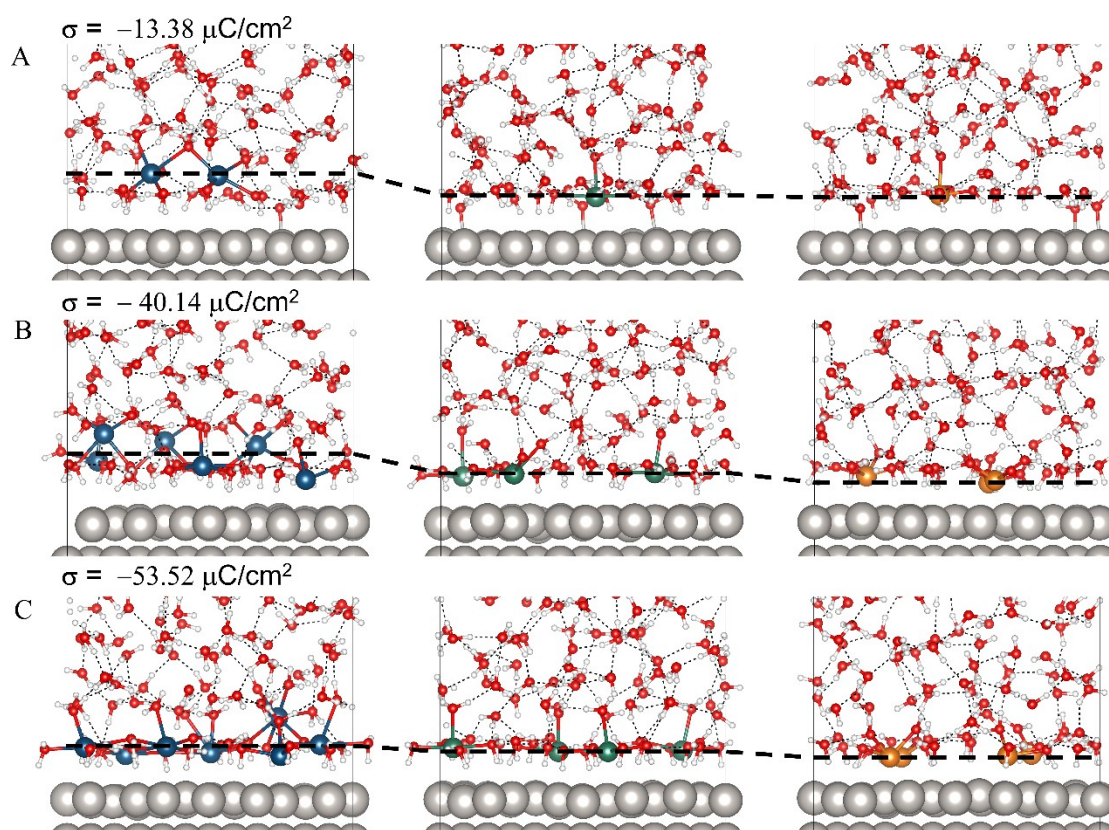 σ = −13.38 μC/cm²
A
σ = − 40.14 μC/cm²
B
σ = −53.52 μC/cm²
C